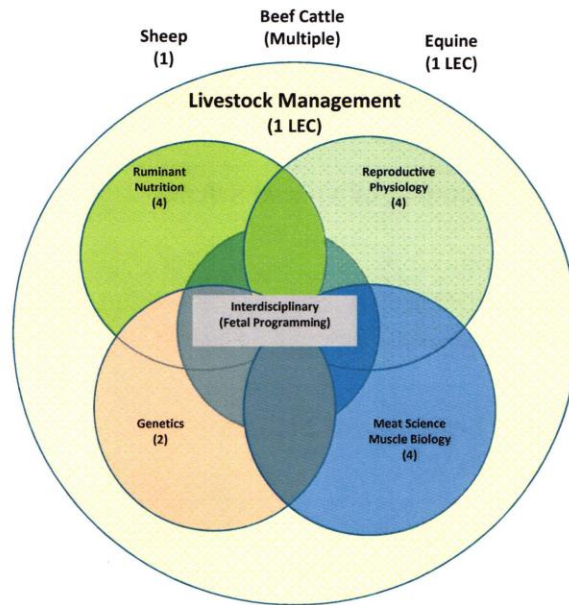 Sheep
(1)
Beef Cattle
(Multiple)
Equine
(1 LEC)
Livestock Management
(1 LEC)
Ruminant
Nutrition
(4)
Reproductive
Physiology
(4)
Interdisciplinary
(Fetal Programming)
Genetics
(2)
Meat Science
Muscle Biology
(4)